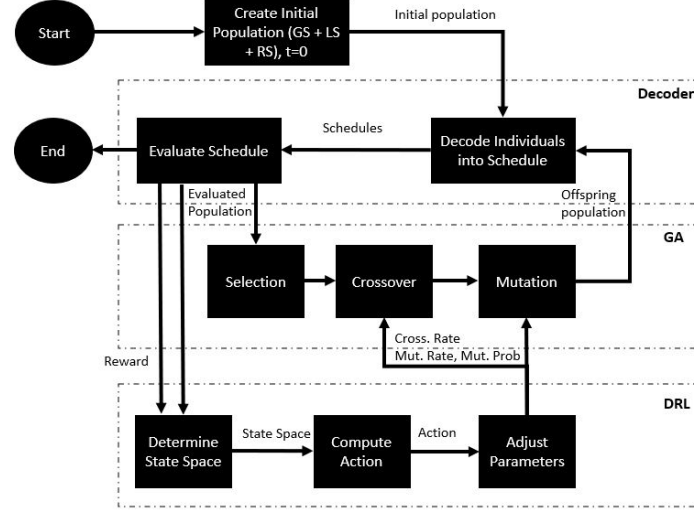 Start
Create Initial
Population (GS + LS
+ RS), t=0
Initial population
Decoder
End
Evaluate Schedule
Schedules
Decode Individuals
into Schedule
Evaluated
Population
Offspring
population
GA
Selection
Crossover
Mutation
Cross. Rate
Mut. Rate, Mut. Prob
Reward
DRL
Determine
State Space
State Space
Compute
Action
Action
Adjust
Parameters